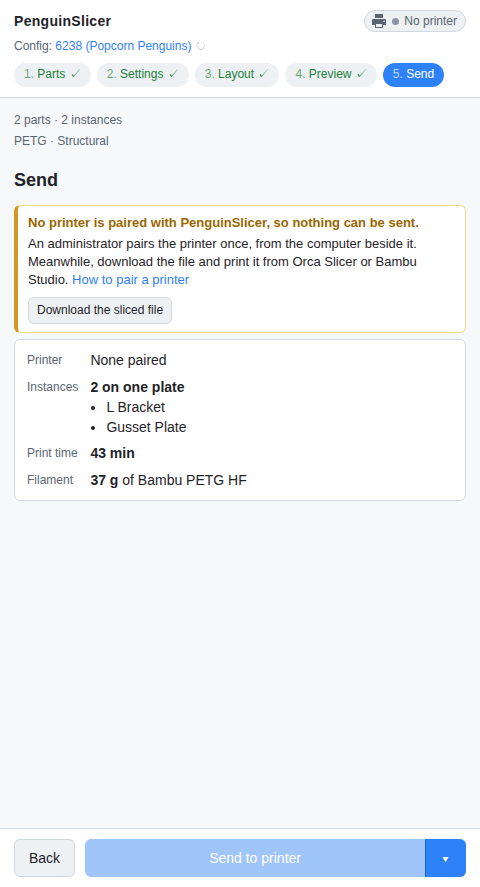 PenguinSlicer
No printer
Config: 6238 (Popcorn Penguins)
1. Parts ✓
2. Settings ✓
3. Layout ✓
4. Preview ✓
5. Send
2 parts · 2 instances
PETG · Structural
Send
No printer is paired with PenguinSlicer, so nothing can be sent.
An administrator pairs the printer once, from the computer beside it.
Meanwhile, download the file and print it from Orca Slicer or Bambu
Studio. How to pair a printer
Download the sliced file
Printer None paired
Instances 2 on one plate
• L Bracket
• Gusset Plate
Print time 43 min
Filament 37 g of Bambu PETG HF
Back
Send to printer
▼